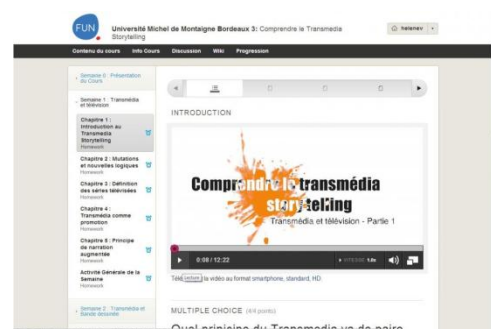 FUN
Université Michel de Montaigne Bordeaux 3: Comprendre le Transmedia
Storytelling
helenev
Contenu du cours Info Cours Discussion Wiki Progression
Semaine 0 : Présentation
du Cours
Semaine 1 : Transmédia
et télévision
Chapitre 1 :
Introduction au
Transmedia
Storytelling
Homework
Chapitre 2 : Mutations
et nouvelles logiques
Homework
Chapitre 3 : Définition
des séries télévisées
Homework
Chapitre 4 :
Transmédia comme
promotion
Homework
Chapitre 5 : Principe
de narration
augmentée
Homework
Activité Générale de la
Semaine
Homework
Semaine 2 : Transmédia et
Bande dessinée
INTRODUCTION
Comprendre le transmédia
storytelling
Transmédia et télévision - Partie 1
0:08 / 12:22
VITESSE 1.0x
Lecture
la vidéo au format smartphone, standard, HD
MULTIPLE CHOICE (4/4 points)
Quel principe du Transmedia va de paire